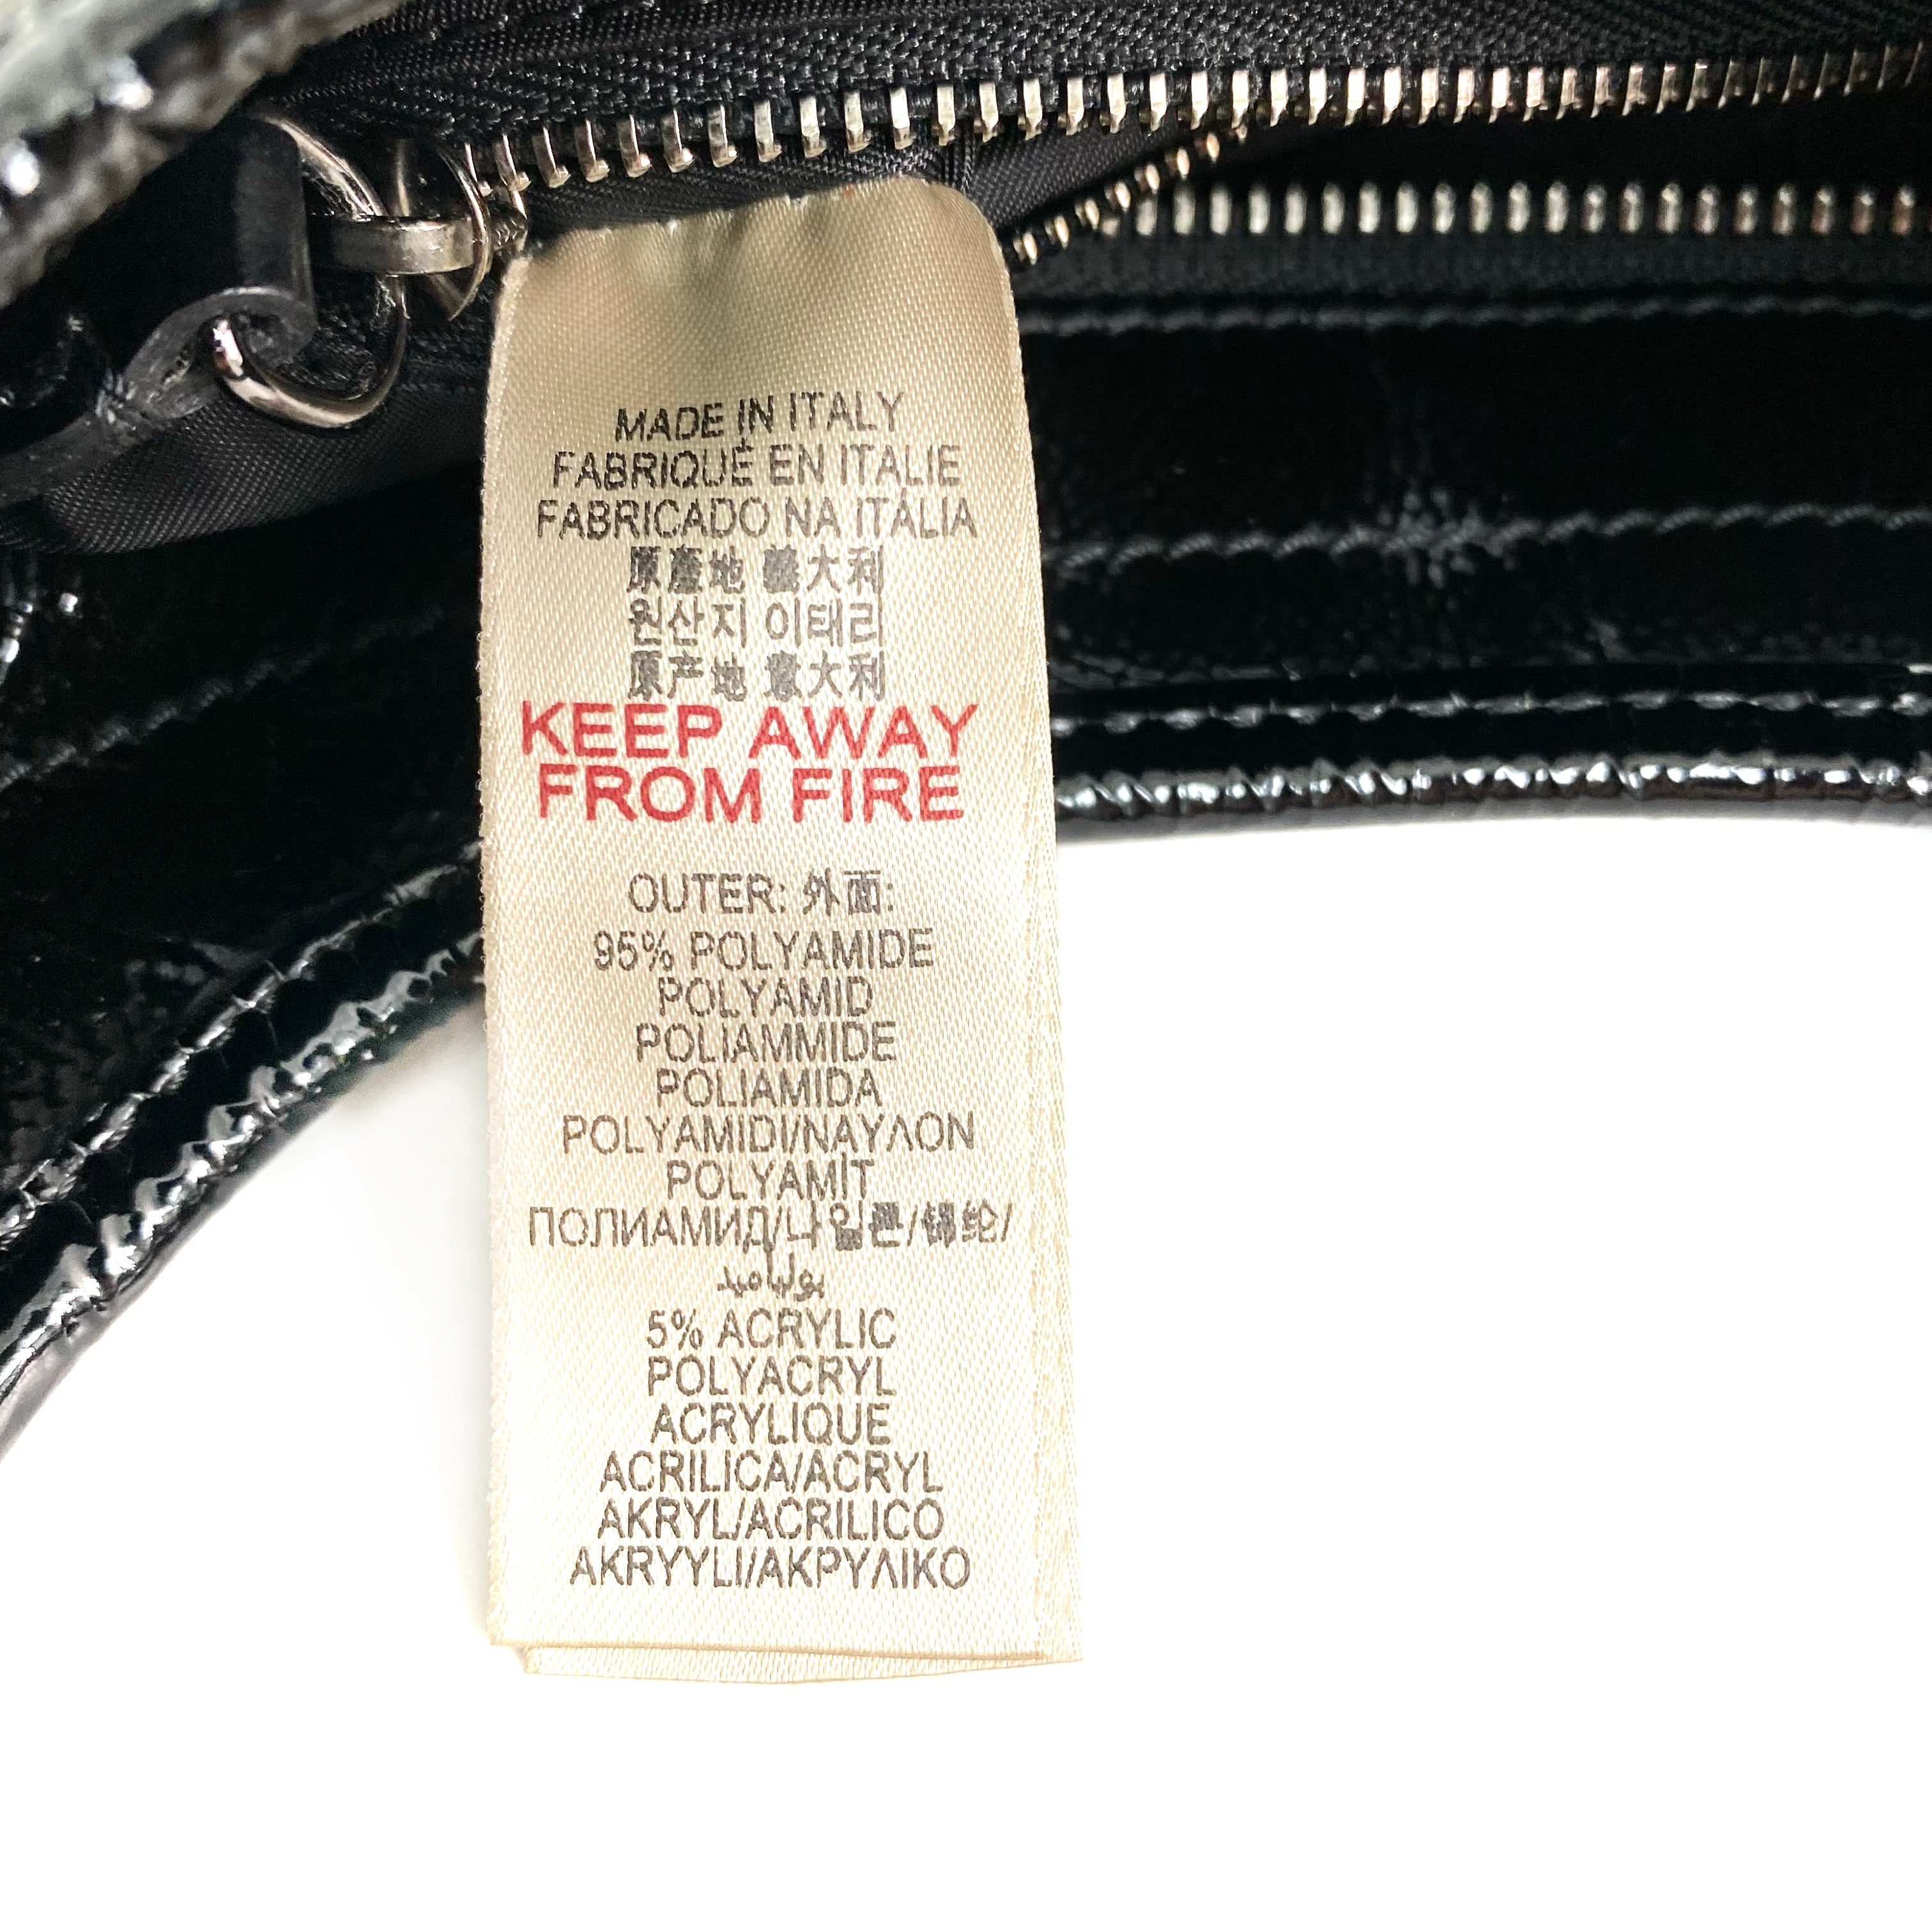 MADE IN ITALY
FABRIQUÉ EN ITALIE
FABRICADO NA ITÁLIA
原產地 義大利
원산지 이태리
原产地 意大利
KEEP AWAY
FROM FIRE
OUTER: 外面:
95% POLYAMIDE
POLYAMID
POLIAMMIDE
POLIAMIDA
POLYAMIDI/ΝΑΥΛΟΝ
POLYAMİT
ПОЛИАМИД/나일론/锦纶/
بولياميد
5% ACRYLIC
POLYACRYL
ACRYLIQUE
ACRILICA/ACRYL
AKRYL/ACRILICO
AKRYYLI/ΑΚΡΥΛΙΚΟ